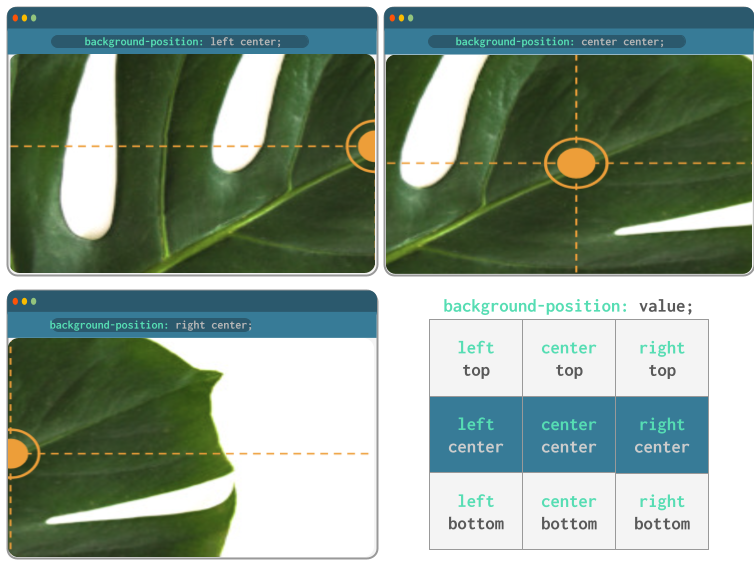 background-position: left center;
background-position: center center;
background-position: right center;
background-position: value;
left center right
top top top
left center right
center center center
left center right
bottom bottom bottom